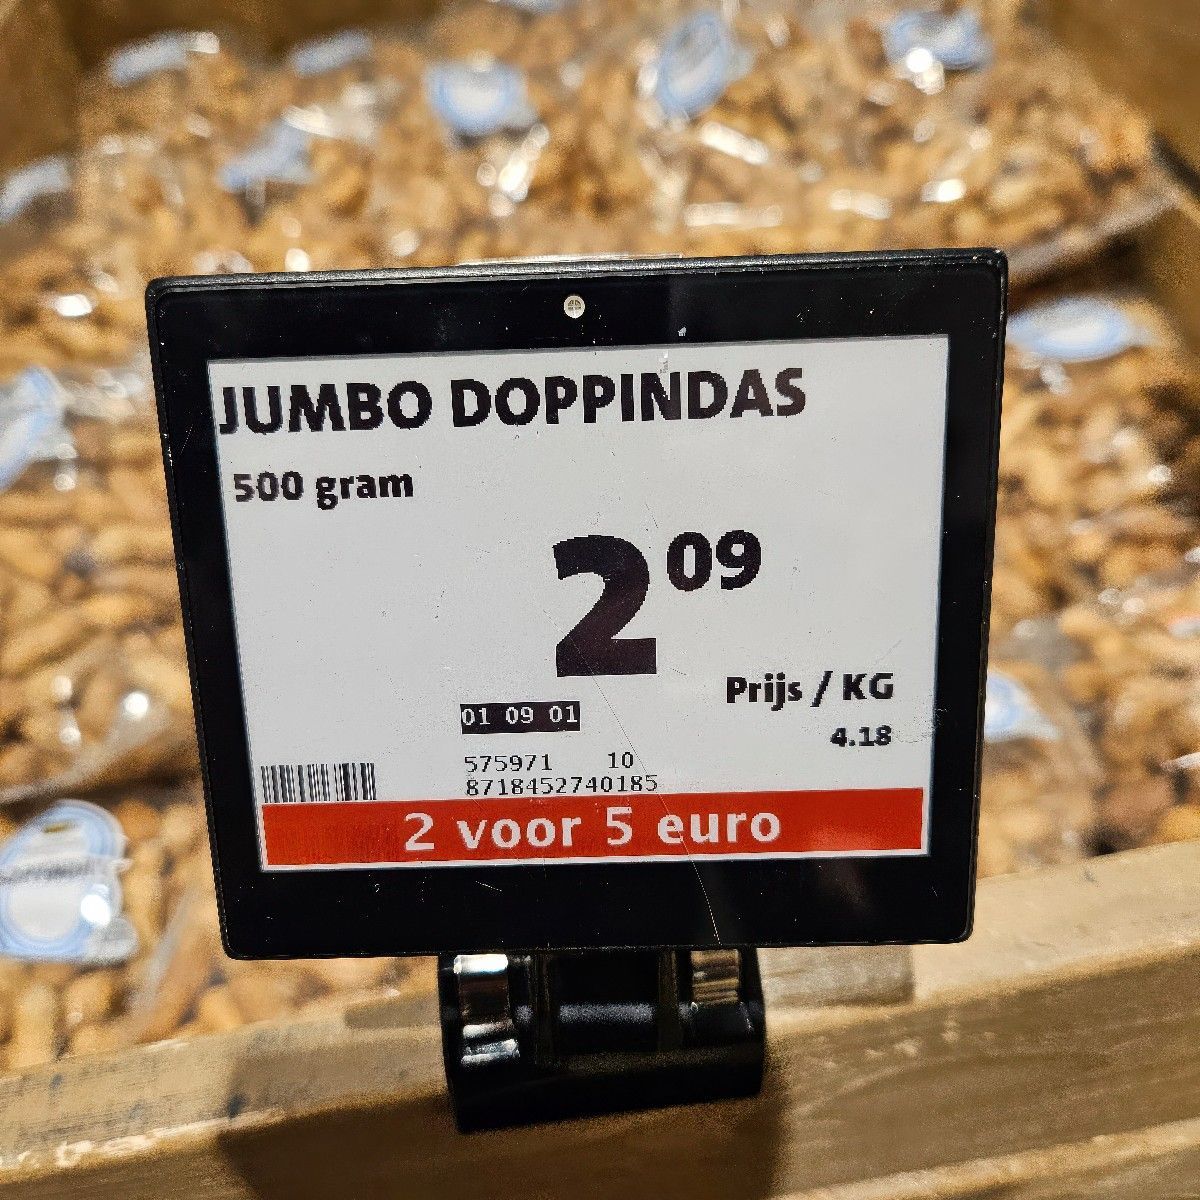 JUMBO DOPPINDAS
500 gram
2 09
Prijs / KG
4.18
01 09 01
575971 10
8718452740185
2 voor 5 euro